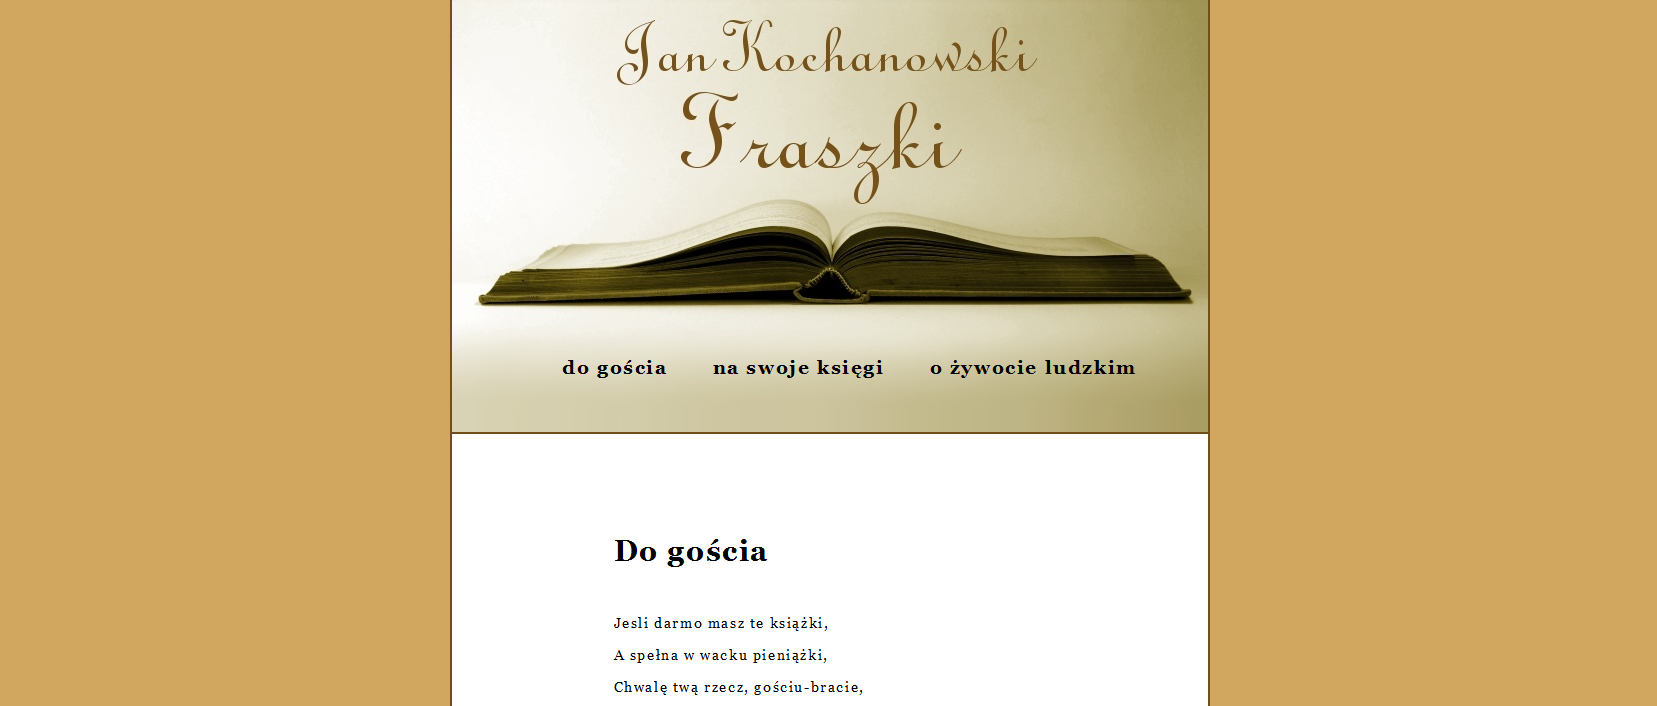 Jan Kochanowski
Fraszki
do gościa na swoje księgi o żywocie ludzkim
Do gościa
Jesli darmo masz te książki,
A spełna w wacku pieniążki,
Chwalę twą rzecz, gościu-bracie,